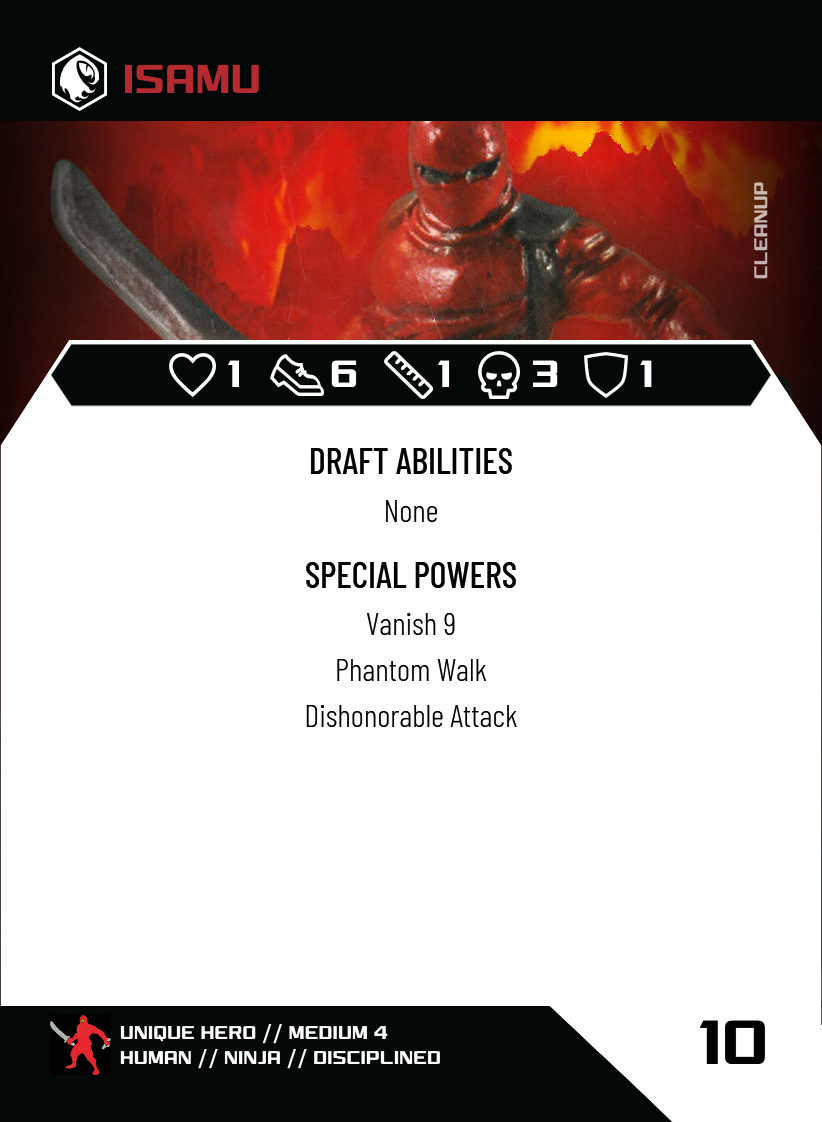 ISAMU
CLEANUP
1 6 1 3 1
DRAFT ABILITIES
None
SPECIAL POWERS
Vanish 9
Phantom Walk
Dishonorable Attack
UNIQUE HERO // MEDIUM 4
HUMAN // NINJA // DISCIPLINED
10